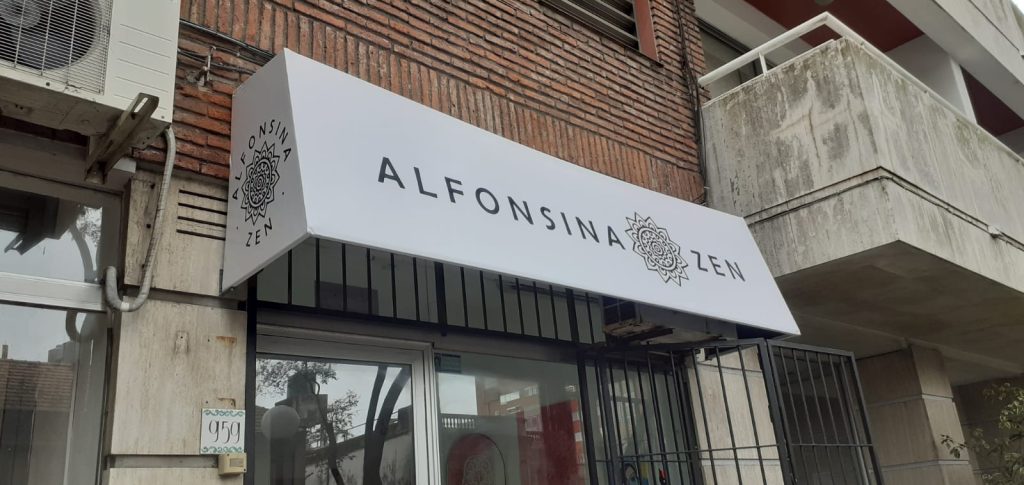 ALFONSINA
ZEN
ALFONSINA ZEN
959